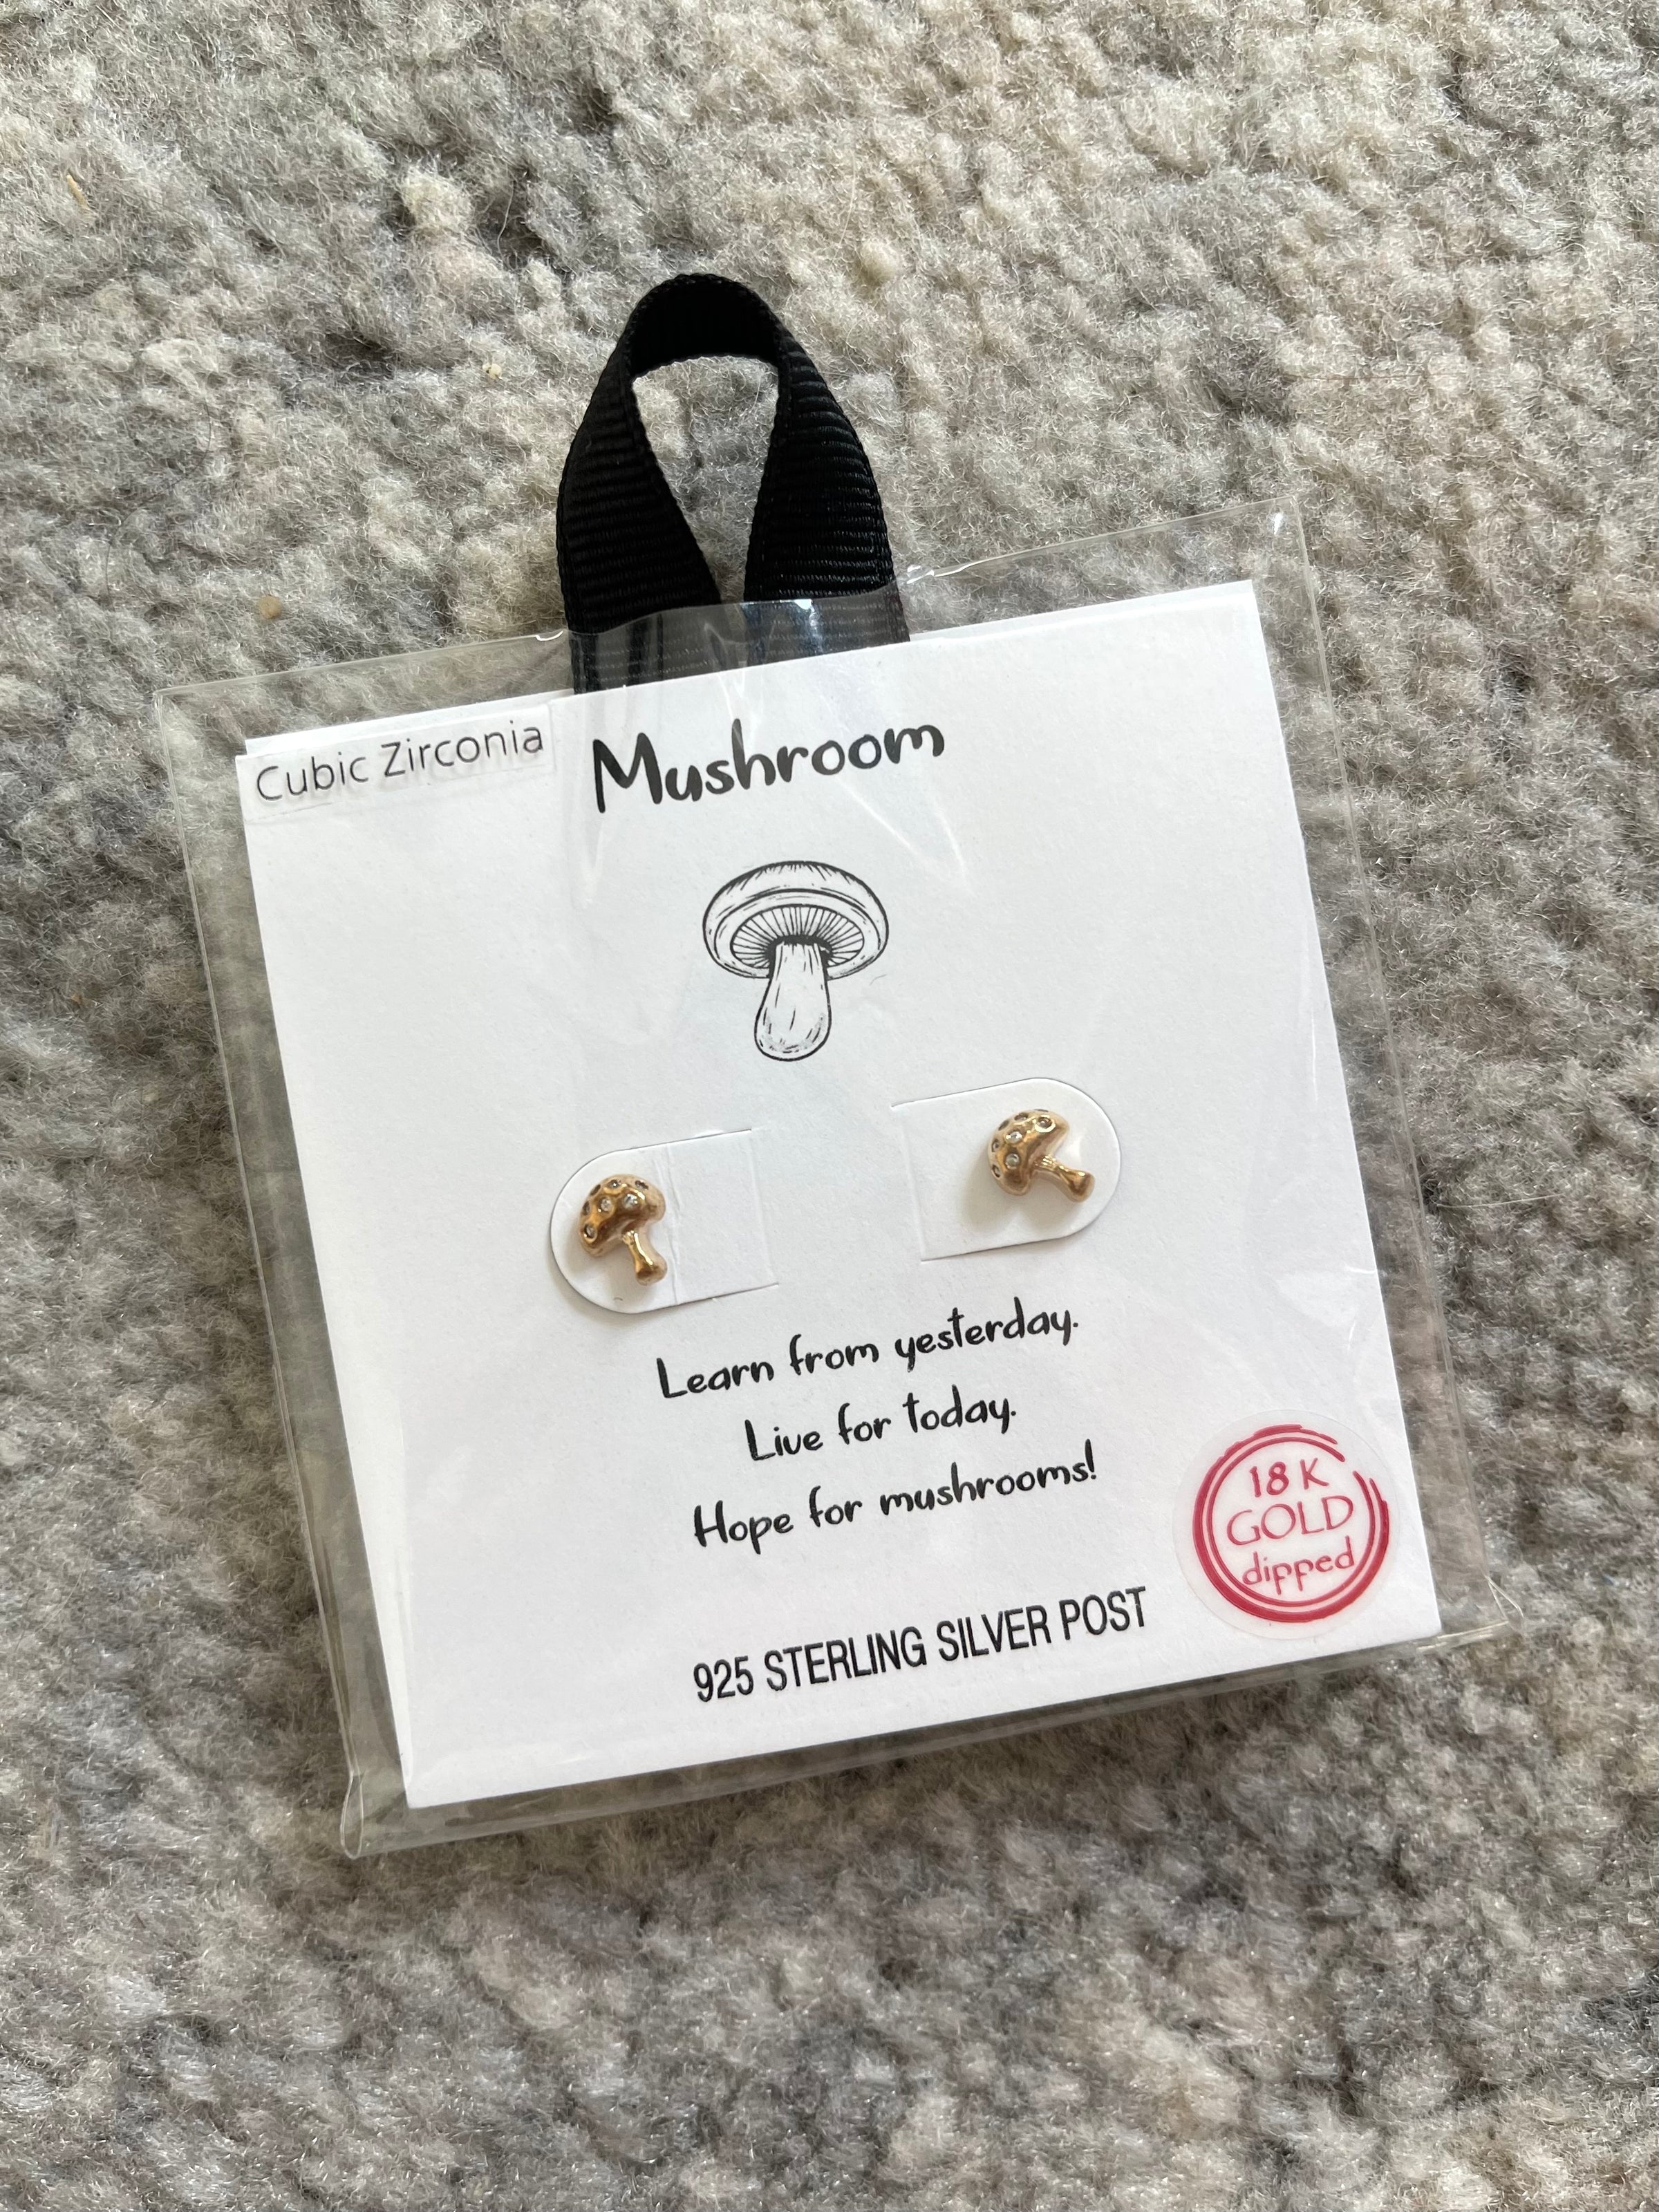 Cubic Zirconia
Mushroom
Learn from yesterday.
Live for today.
Hope for mushrooms!
18 K
GOLD
dipped
925 STERLING SILVER POST